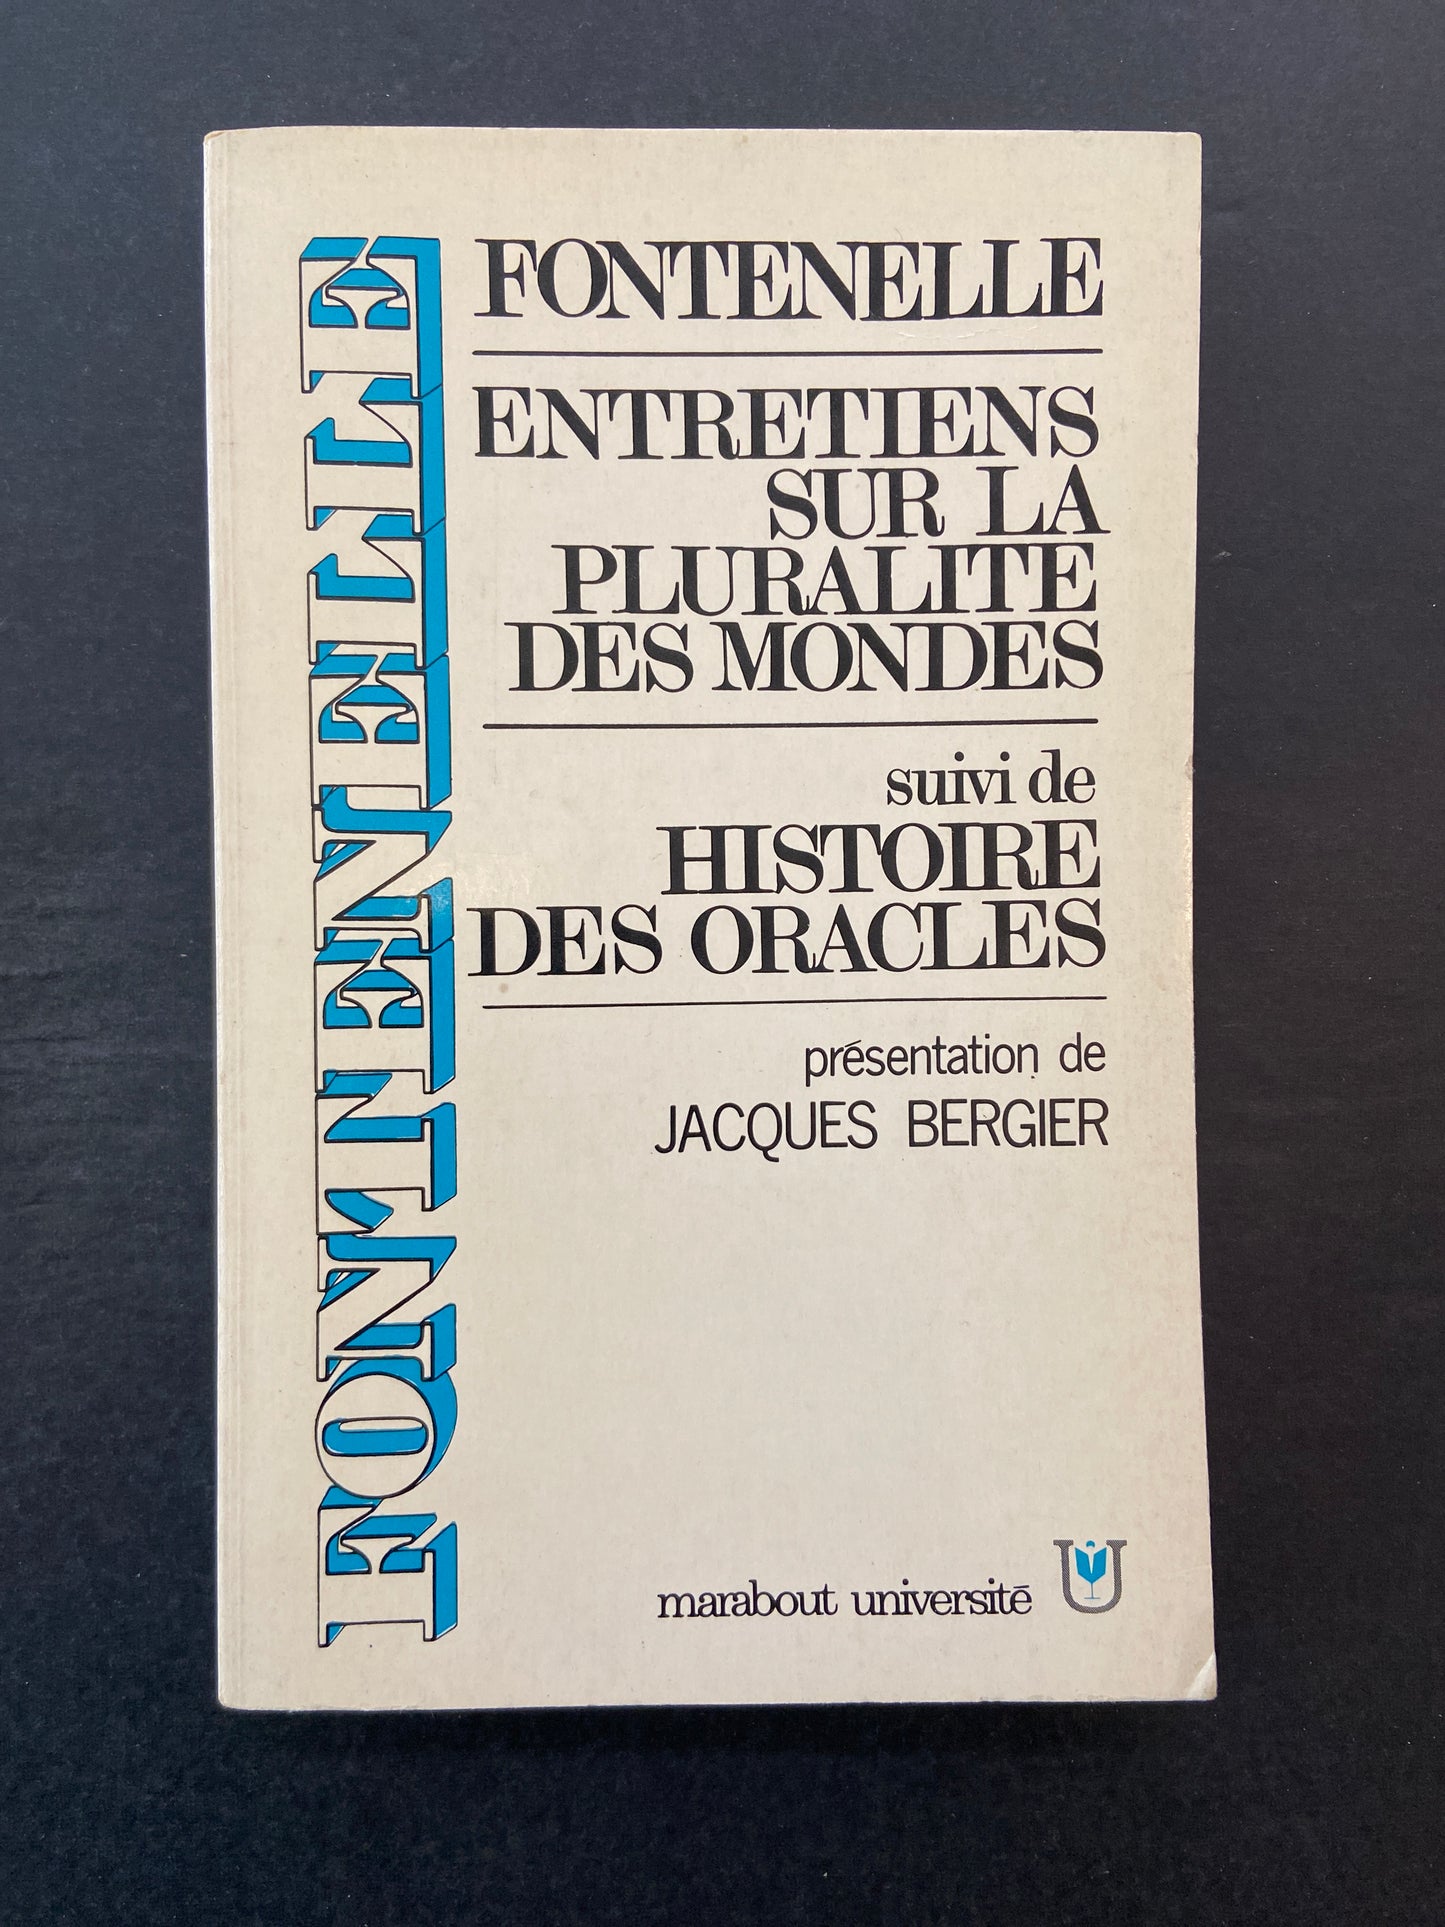 FONTENELLE
FONTENELLE
ENTRETIENS
SUR LA
PLURALITE
DES MONDES
suivi de
HISTOIRE
DES ORACLES
présentation de
JACQUES BERGIER
marabout université
U